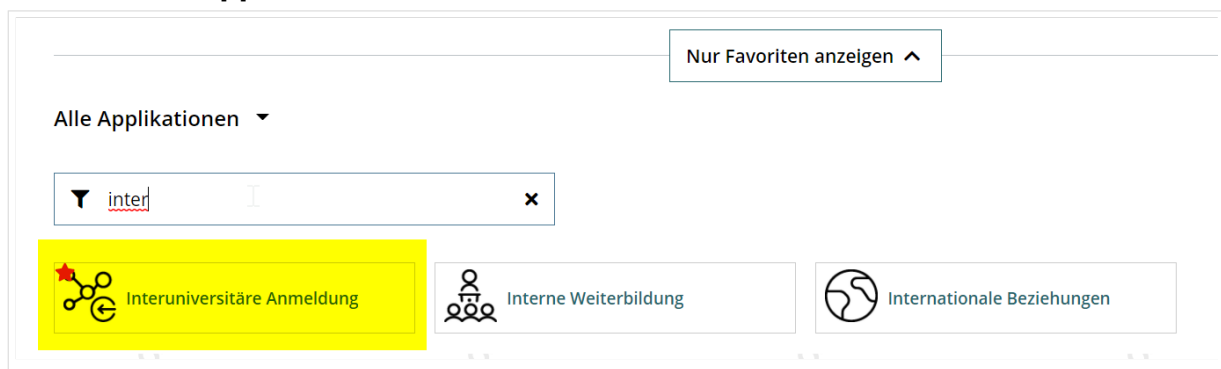 Nur Favoriten anzeigen
Alle Applikationen
inter
Interuniversitäre Anmeldung
Interne Weiterbildung
Internationale Beziehungen